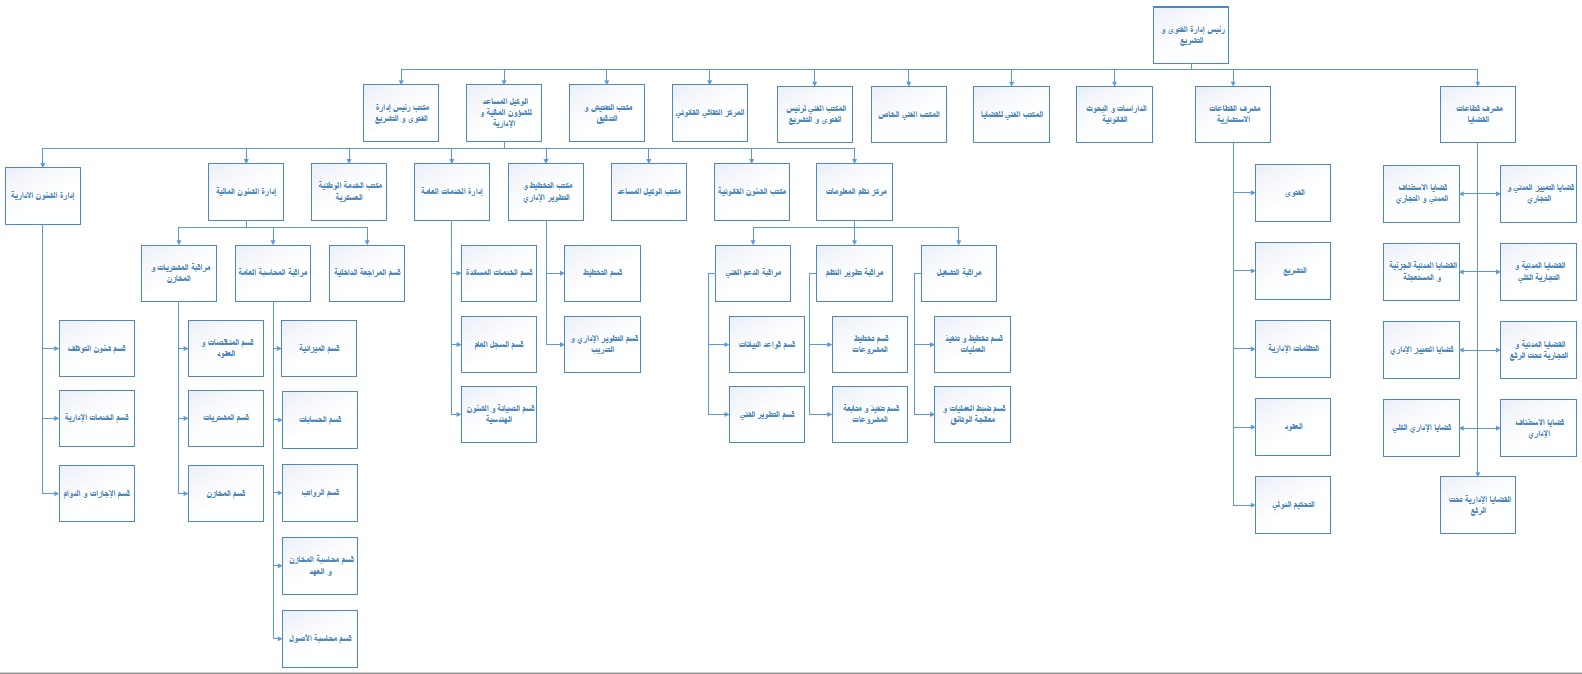 رئيس إدارة الفتوى و
التشريع
مشرف قطاعات
القضايا
مشرف القطاعات
الاستشارية
الدراسات و البحوث
القانونية
المكتب الفني للقضايا
المكتب الفني الخاص
المكتب الفني لرئيس
الفتوى و التشريع
المركز الثقافي القانوني
مكتب التفتيش و
التدقيق
الوكيل المساعد
للشؤون المالية و
الإدارية
مكتب رئيس إدارة
الفتوى و التشريع
مركز نظم المعلومات
مكتب الشئون القانونية
مكتب الوكيل المساعد
مكتب التخطيط و
التطوير الإداري
إدارة الخدمات العامة
مكتب الخدمة الوطنية
العسكرية
إدارة الشئون المالية
إدارة الشئون الادارية
قضايا التمييز المدني و
التجاري
قضايا الاستئناف
المدني و التجاري
القضايا المدنية و
التجارية الكلي
القضايا المدنية الجزئية
و المستعجلة
القضايا المدنية و
التجارية تحت الرفع
قضايا التمييز الإداري
قضايا الاستئناف
الإداري
قضايا الإداري الكلي
القضايا الإدارية تحت
الرفع
الفتوى
التشريع
التظلمات الإدارية
العقود
التحكيم الدولي
مراقبة التشغيل
مراقبة تطوير النظم
مراقبة الدعم الفني
قسم تخطيط و تنفيذ
العمليات
قسم ضبط العمليات و
معالجة الوثائق
قسم تخطيط
المشروعات
قسم تنفيذ و متابعة
المشروعات
قسم قواعد البيانات
قسم التطوير الفني
قسم التخطيط
قسم التطوير الإداري و
التدريب
قسم الخدمات المساندة
قسم السجل العام
قسم الصيانة و الشئون
الهندسية
قسم المراجعة الداخلية
مراقبة المحاسبة العامة
مراقبة المشتريات و
المخازن
قسم الميزانية
قسم الحسابات
قسم الرواتب
قسم محاسبة المخازن
و العهد
قسم محاسبة الأصول
قسم المناقصات و
العقود
قسم المشتريات
قسم المخازن
قسم شئون التوظف
قسم الخدمات الإدارية
قسم الإجازات و الدوام